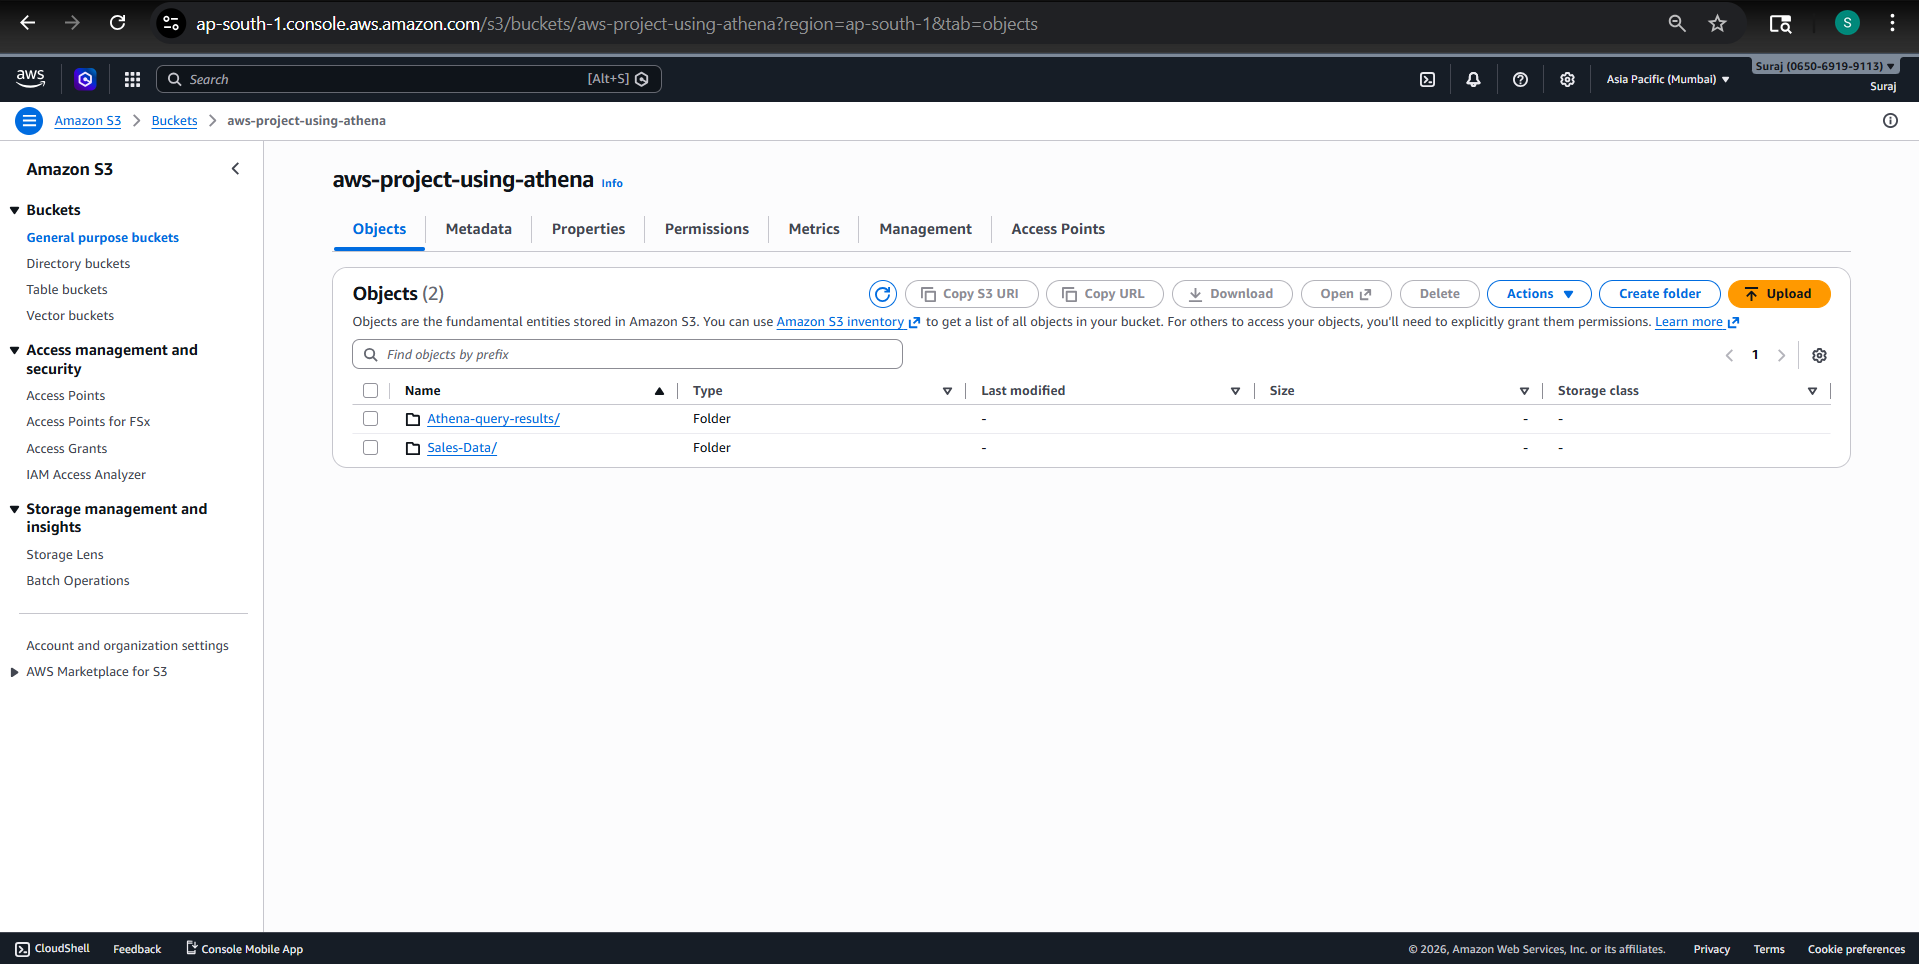 ap-south-1.console.aws.amazon.com/s3/buckets/aws-project-using-athena?region=ap-south-1&tab=objects
S
aws
Search
[Alt+S]
Asia Pacific (Mumbai)
Suraj (0650-6919-9113)
Suraj
Amazon S3
Buckets
aws-project-using-athena
Amazon S3
Buckets
General purpose buckets
Directory buckets
Table buckets
Vector buckets
Access management and
security
Access Points
Access Points for FSx
Access Grants
IAM Access Analyzer
Storage management and
insights
Storage Lens
Batch Operations
Account and organization settings
AWS Marketplace for S3
aws-project-using-athena Info
Objects Metadata Properties Permissions Metrics Management Access Points
Objects (2)
Copy S3 URI Copy URL Download Open Delete Actions Create folder Upload
Objects are the fundamental entities stored in Amazon S3. You can use Amazon S3 inventory to get a list of all objects in your bucket. For others to access your objects, you'll need to explicitly grant them permissions. Learn more
Find objects by prefix
1
Name Type Last modified Size Storage class
Athena-query-results/ Folder - - -
Sales-Data/ Folder - - -
CloudShell Feedback Console Mobile App
© 2026, Amazon Web Services, Inc. or its affiliates. Privacy Terms Cookie preferences